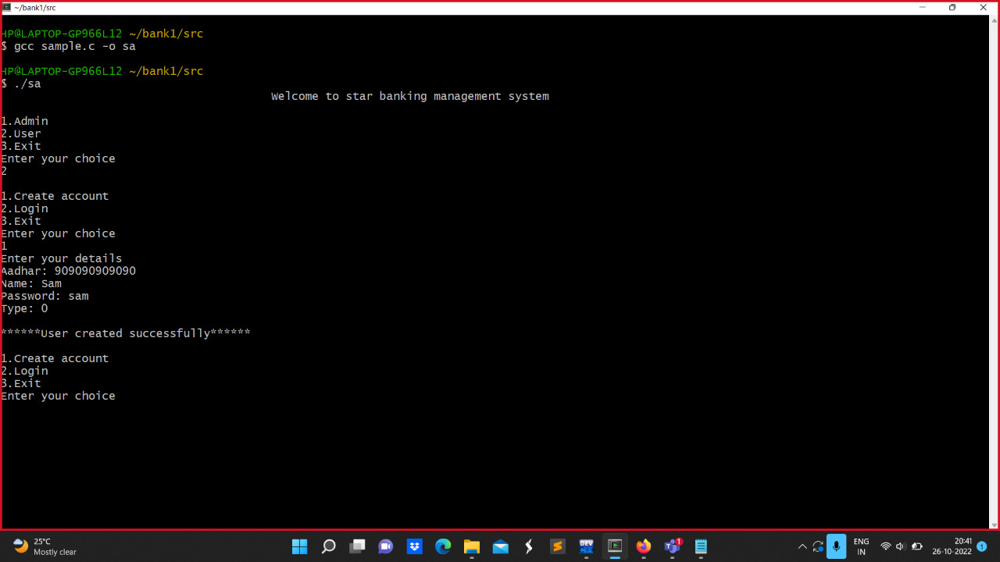 ~/bank1/src
HP@LAPTOP-GP966L12 ~/bank1/src
$ gcc sample.c -o sa
HP@LAPTOP-GP966L12 ~/bank1/src
$ ./sa
Welcome to star banking management system
1.Admin
2.User
3.Exit
Enter your choice
2
1.Create account
2.Login
3.Exit
Enter your choice
1
Enter your details
Aadhar: 909090909090
Name: Sam
Password: sam
Type: O
******User created successfully******
1.Create account
2.Login
3.Exit
Enter your choice
25°C
Mostly clear
DEV
1
ENG
IN
20:41
26-10-2022
1